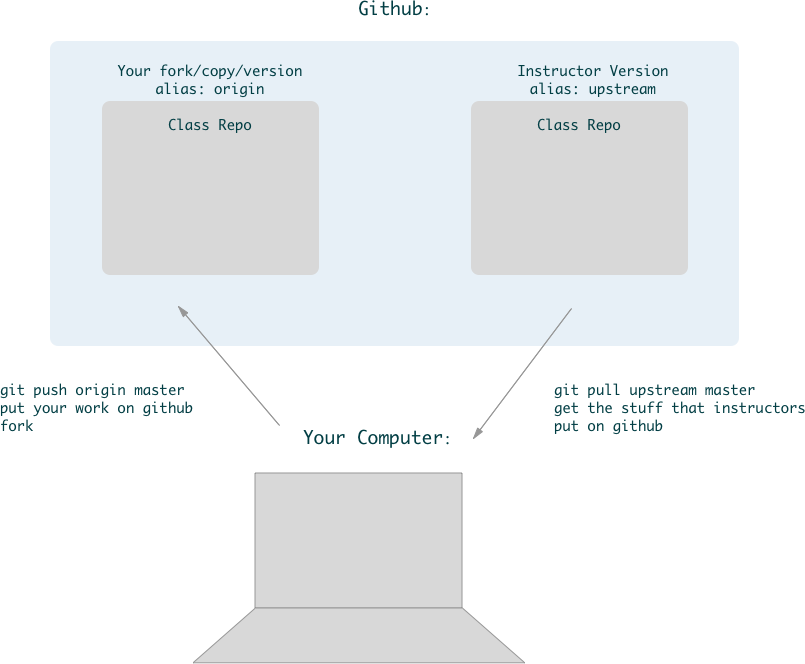 Github:
Your fork/copy/version
alias: origin
Class Repo
Instructor Version
alias: upstream
Class Repo
git push origin master
put your work on github
fork
git pull upstream master
get the stuff that instructors
put on github
Your Computer: